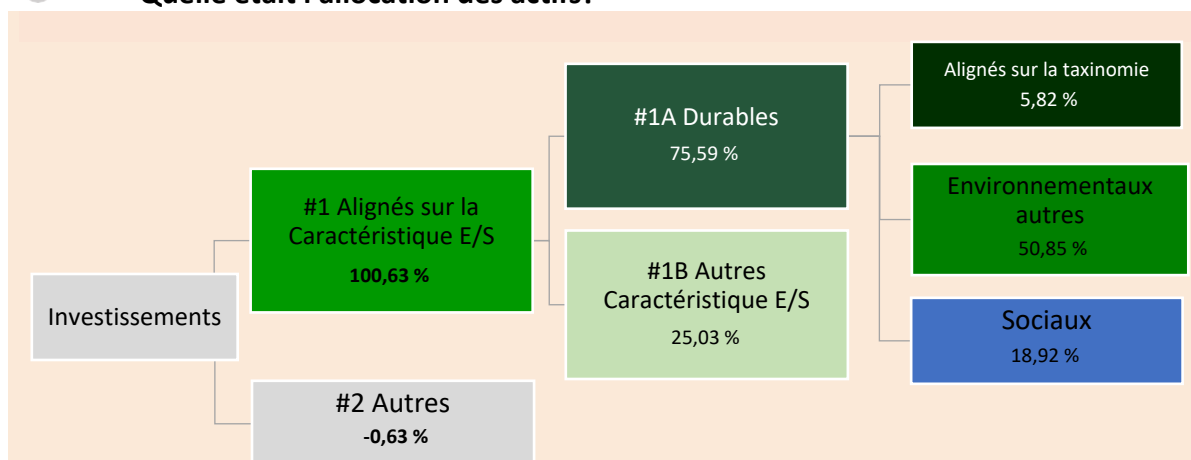 Quelle était l'allocation des actifs?
Investissements
#1 Alignés sur la
Caractéristique E/S
100,63 %
#2 Autres
-0,63 %
#1A Durables
75,59 %
#1B Autres
Caractéristique E/S
25,03 %
Alignés sur la taxinomie
5,82 %
Environnementaux
autres
50,85 %
Sociaux
18,92 %